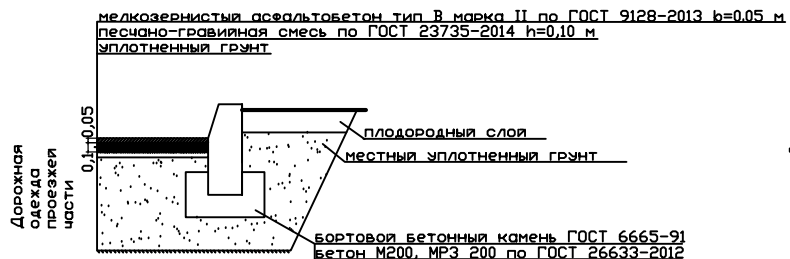 мелкозернистый асфальтобетон тип В марка II по ГОСТ 9128-2013 b=0.05 м
песчано-гравийная смесь по ГОСТ 23735-2014 h=0,10 м
уплотненный грунт
0,1
0,05
плодородный слой
местный уплотненный грунт
Дорожная
одежда
проезжей
части
бортовой бетонный камень ГОСТ 6665-91
бетон М200, МРЗ 200 по ГОСТ 26633-2012